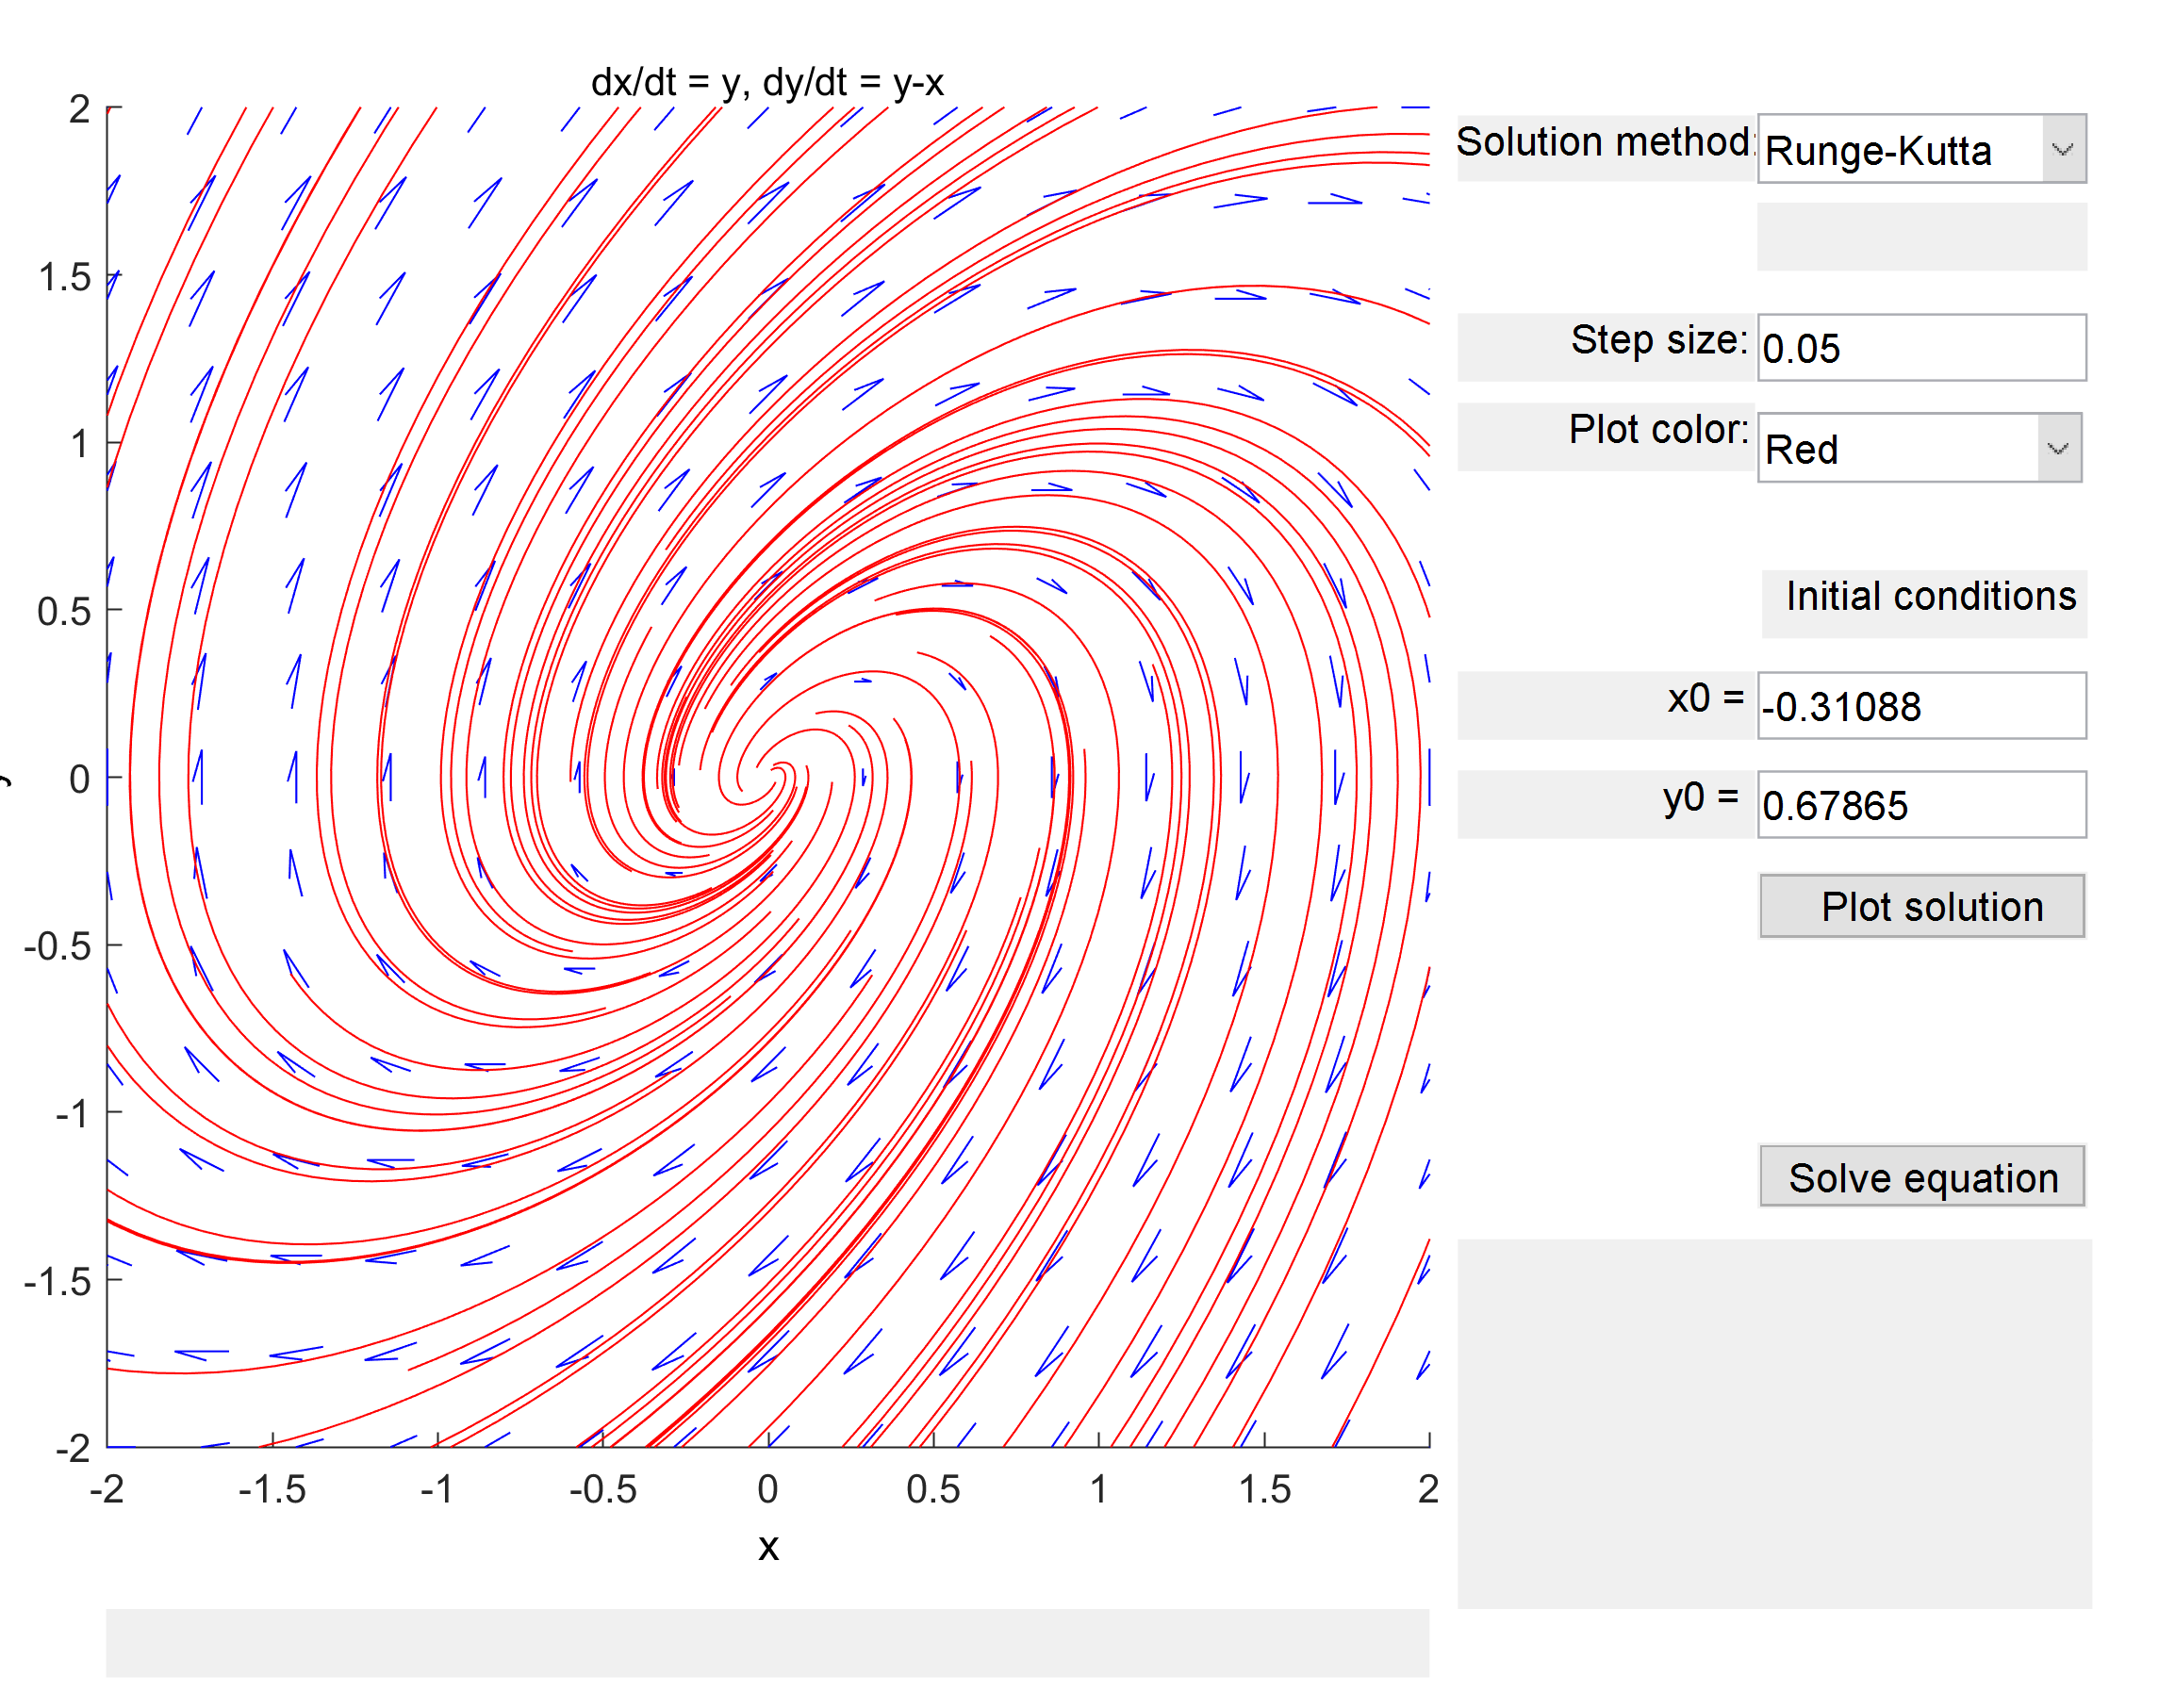 dx/dt = y, dy/dt = y-x
2
1.5
1
0.5
0
-0.5
-1
-1.5
-2
-2
-1.5
-1
-0.5
0
0.5
1
1.5
2
x
Solution method:
Runge-Kutta
Step size:
0.05
Plot color:
Red
Initial conditions
x0 =
-0.31088
y0 =
0.67865
Plot solution
Solve equation